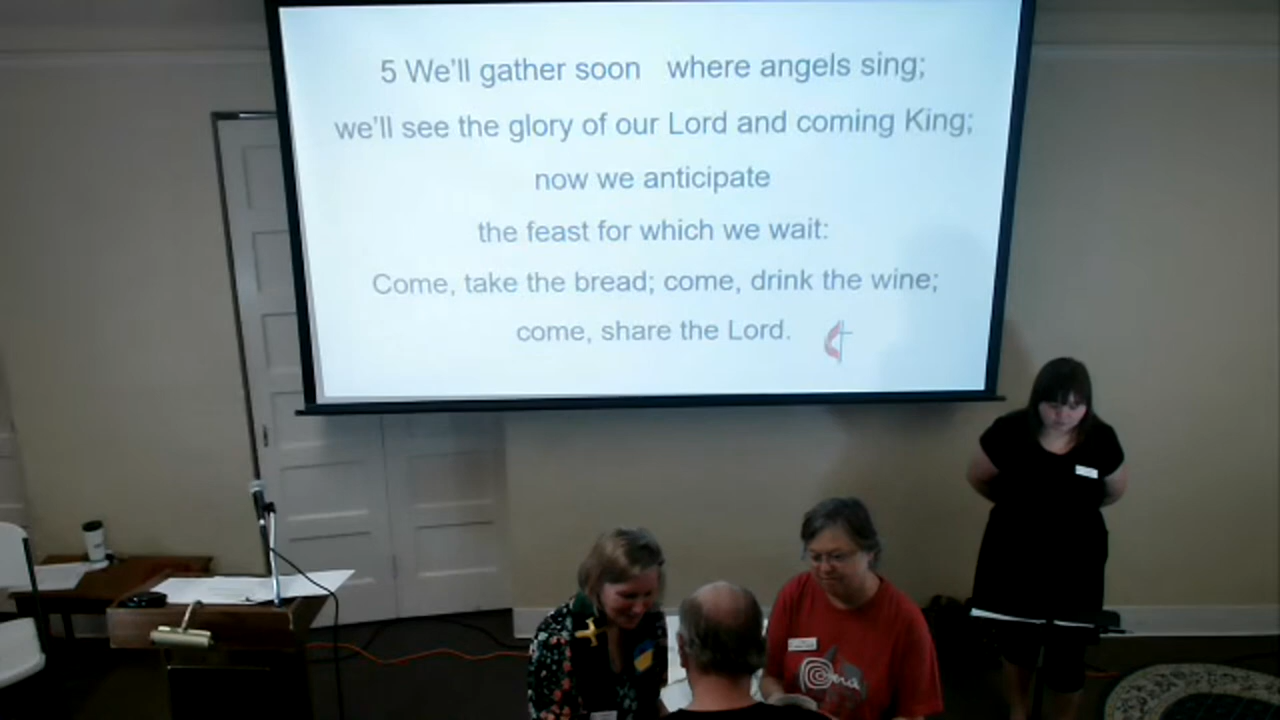 5 We'll gather soon where angels sing;
we'll see the glory of our Lord and coming King;
now we anticipate
the feast for which we wait:
Come, take the bread; come, drink the wine;
come, share the Lord.